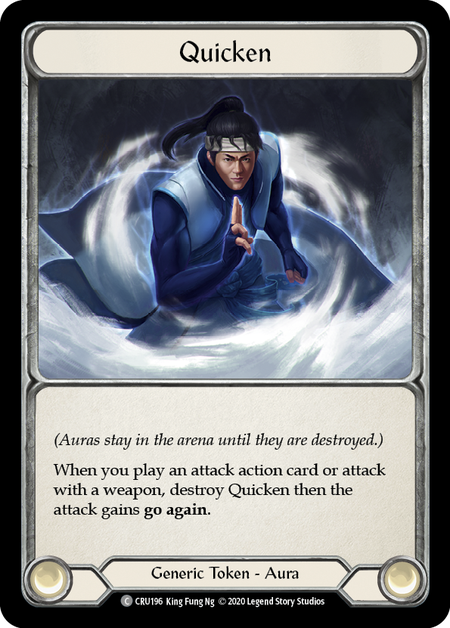 Quicken
(Auras stay in the arena until they are destroyed.)
When you play an attack action card or attack
with a weapon, destroy Quicken then the
attack gains go again.
Generic Token - Aura
C CRU196 King Fung Ng © 2020 Legend Story Studios